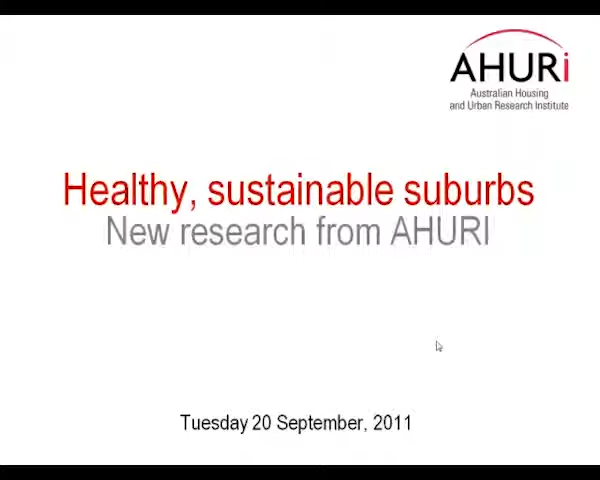 AHURi
Australian Housing
and Urban Research Institute
Healthy, sustainable suburbs
New research from AHURI
Tuesday 20 September, 2011